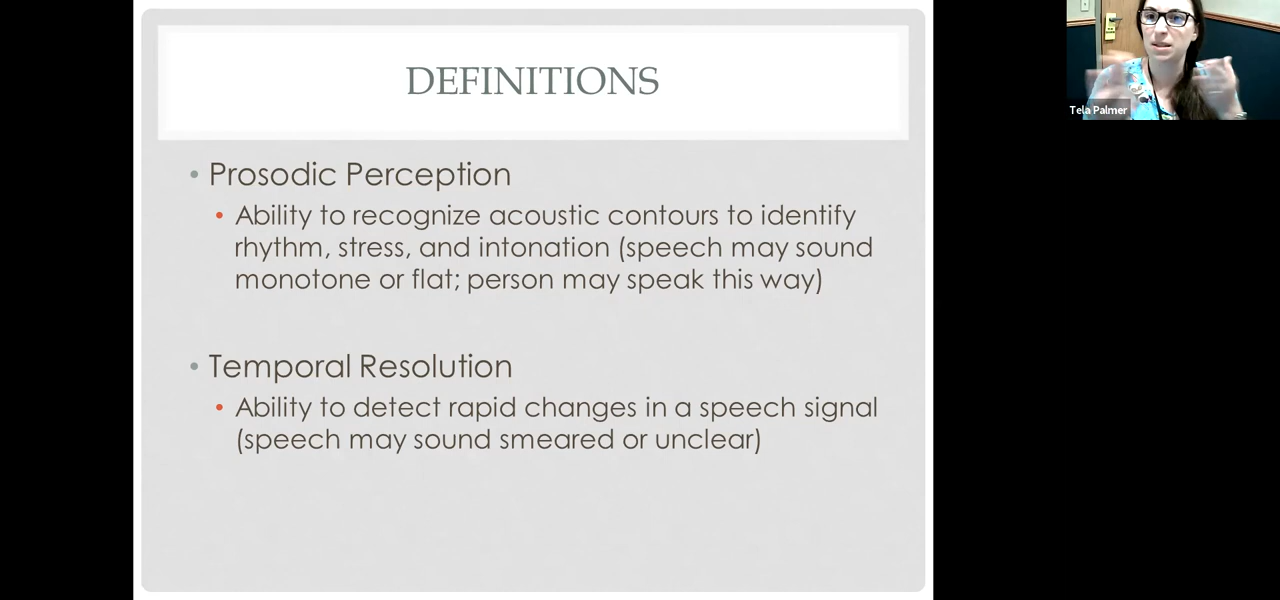 DEFINITIONS
• Prosodic Perception
• Ability to recognize acoustic contours to identify
rhythm, stress, and intonation (speech may sound
monotone or flat; person may speak this way)
• Temporal Resolution
• Ability to detect rapid changes in a speech signal
(speech may sound smeared or unclear)
Tela Palmer